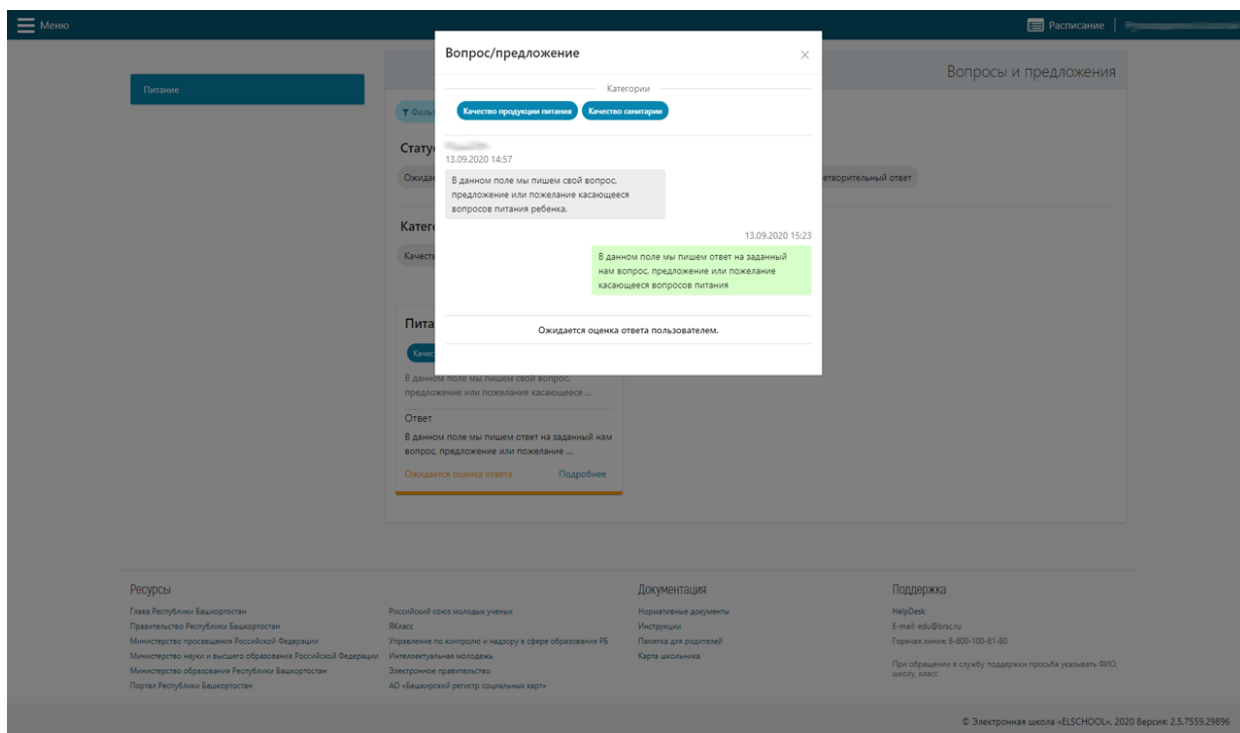 Меню
Расписание
Вопросы и предложения
Питание
Вопрос/предложение
Категории
Качество продукции питания
Качество санитарии
13.09.2020 14:57
В данном поле мы пишем свой вопрос,
предложение или пожелание касающееся
вопросов питания ребенка.
13.09.2020 15:23
В данном поле мы пишем ответ на заданный
нам вопрос, предложение или пожелание
касающееся вопросов питания
Ожидается оценка ответа пользователем.
етворительный ответ
В данном поле мы пишем свой вопрос,
предложение или пожелание касающееся ...
Ответ
В данном поле мы пишем ответ на заданный нам
вопрос, предложение или пожелание ...
Ожидается оценка ответа
Подробнее
Ресурсы
Глава Республики Башкортостан
Правительство Республики Башкортостан
Министерство просвещения Российской Федерации
Министерство науки и высшего образования Российской Федерации
Министерство образования Республики Башкортостан
Портал Республики Башкортостан
Российский союз молодых ученых
ЯКласс
Управление по контролю и надзору в сфере образования РБ
Интеллектуальная молодежь
Электронное правительство
АО «Башкирский регистр социальных карт»
Документация
Нормативные документы
Инструкции
Памятка для родителей
Карта школьника
Поддержка
HelpDesk
E-mail: edu@brsc.ru
Горячая линия: 8-800-100-81-80
При обращении в службу поддержки просьба указывать ФИО,
школу, класс
© Электронная школа «ELSCHOOL», 2020 Версия: 2.5.7559.29896